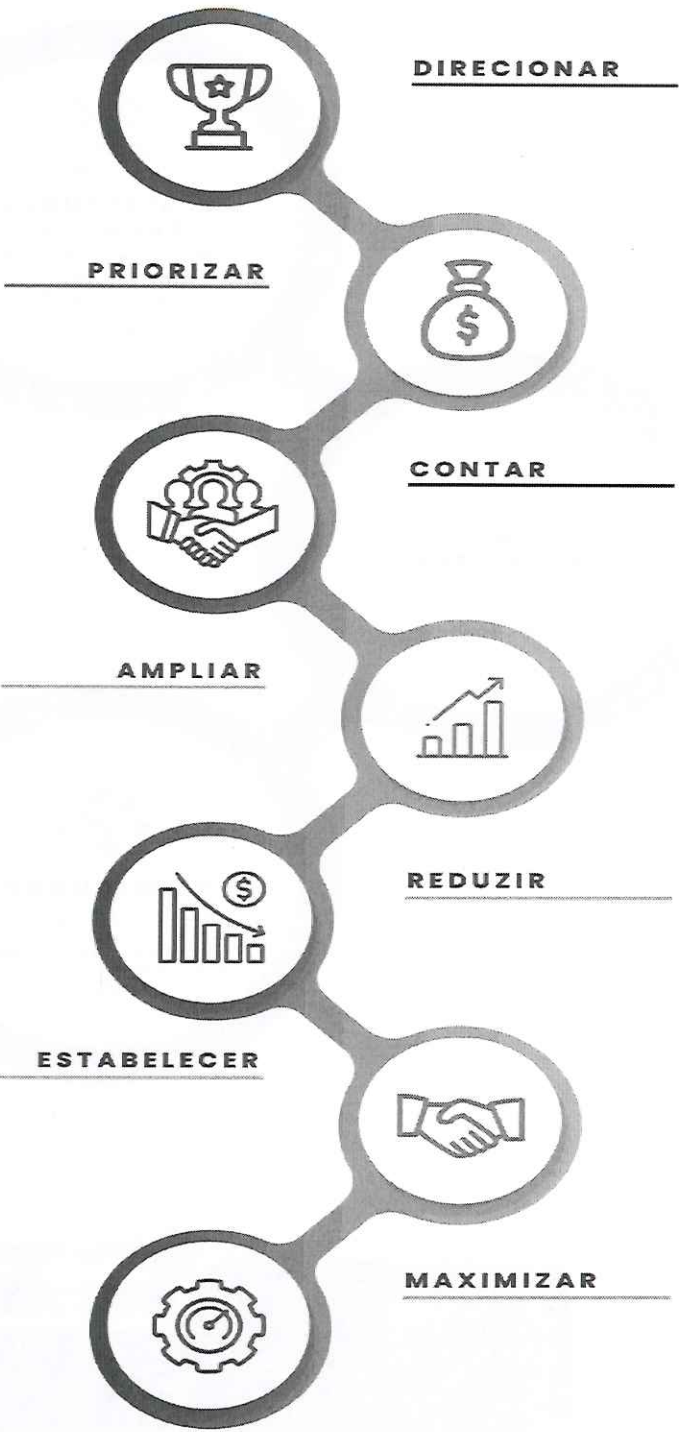 DIRECIONAR
PRIORIZAR
$
CONTAR
AMPLIAR
$
REDUZIR
ESTABELECER
MAXIMIZAR